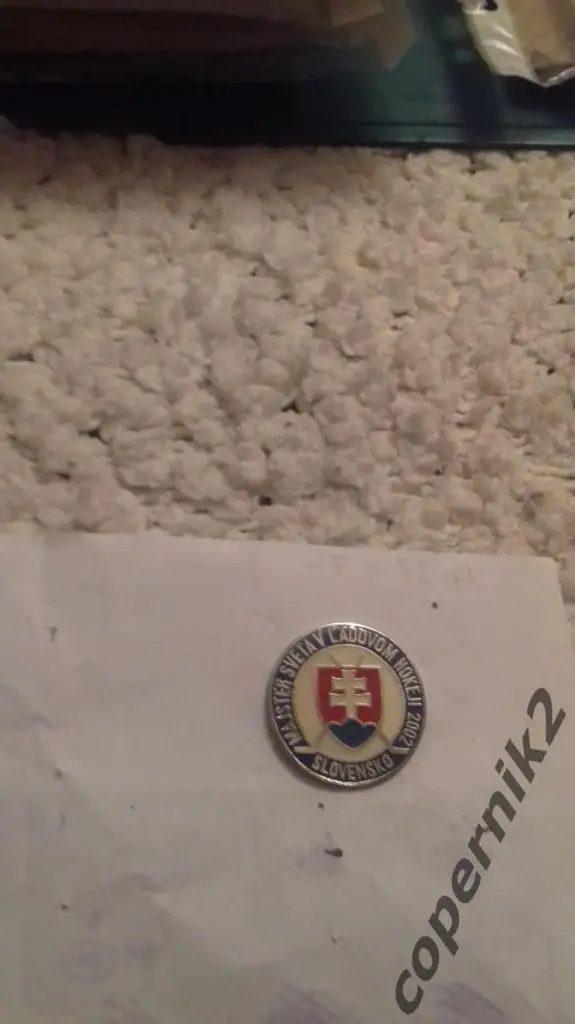 MAJSTER SVETA V ĽADOVOM HOKEJI 2002
SLOVENSKO
copernik2